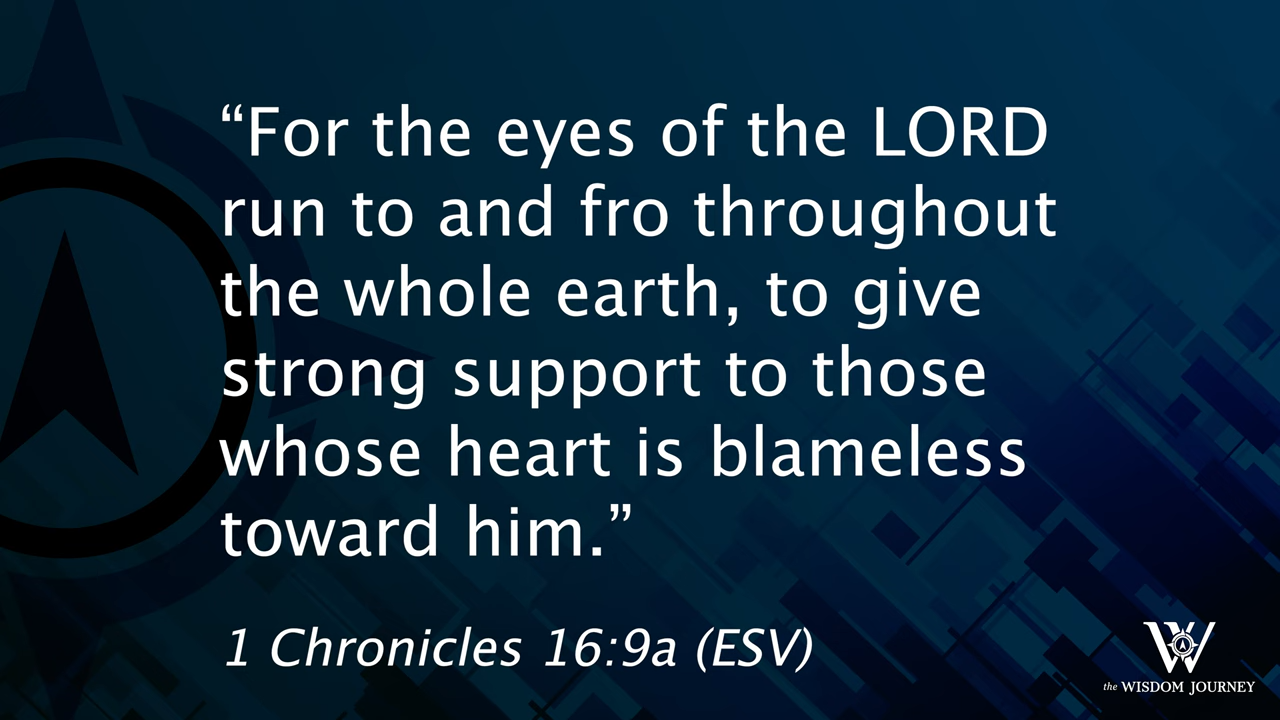 “For the eyes of the LORD
run to and fro throughout
the whole earth, to give
strong support to those
whose heart is blameless
toward him.”
1 Chronicles 16:9a (ESV)
W
the WISDOM JOURNEY